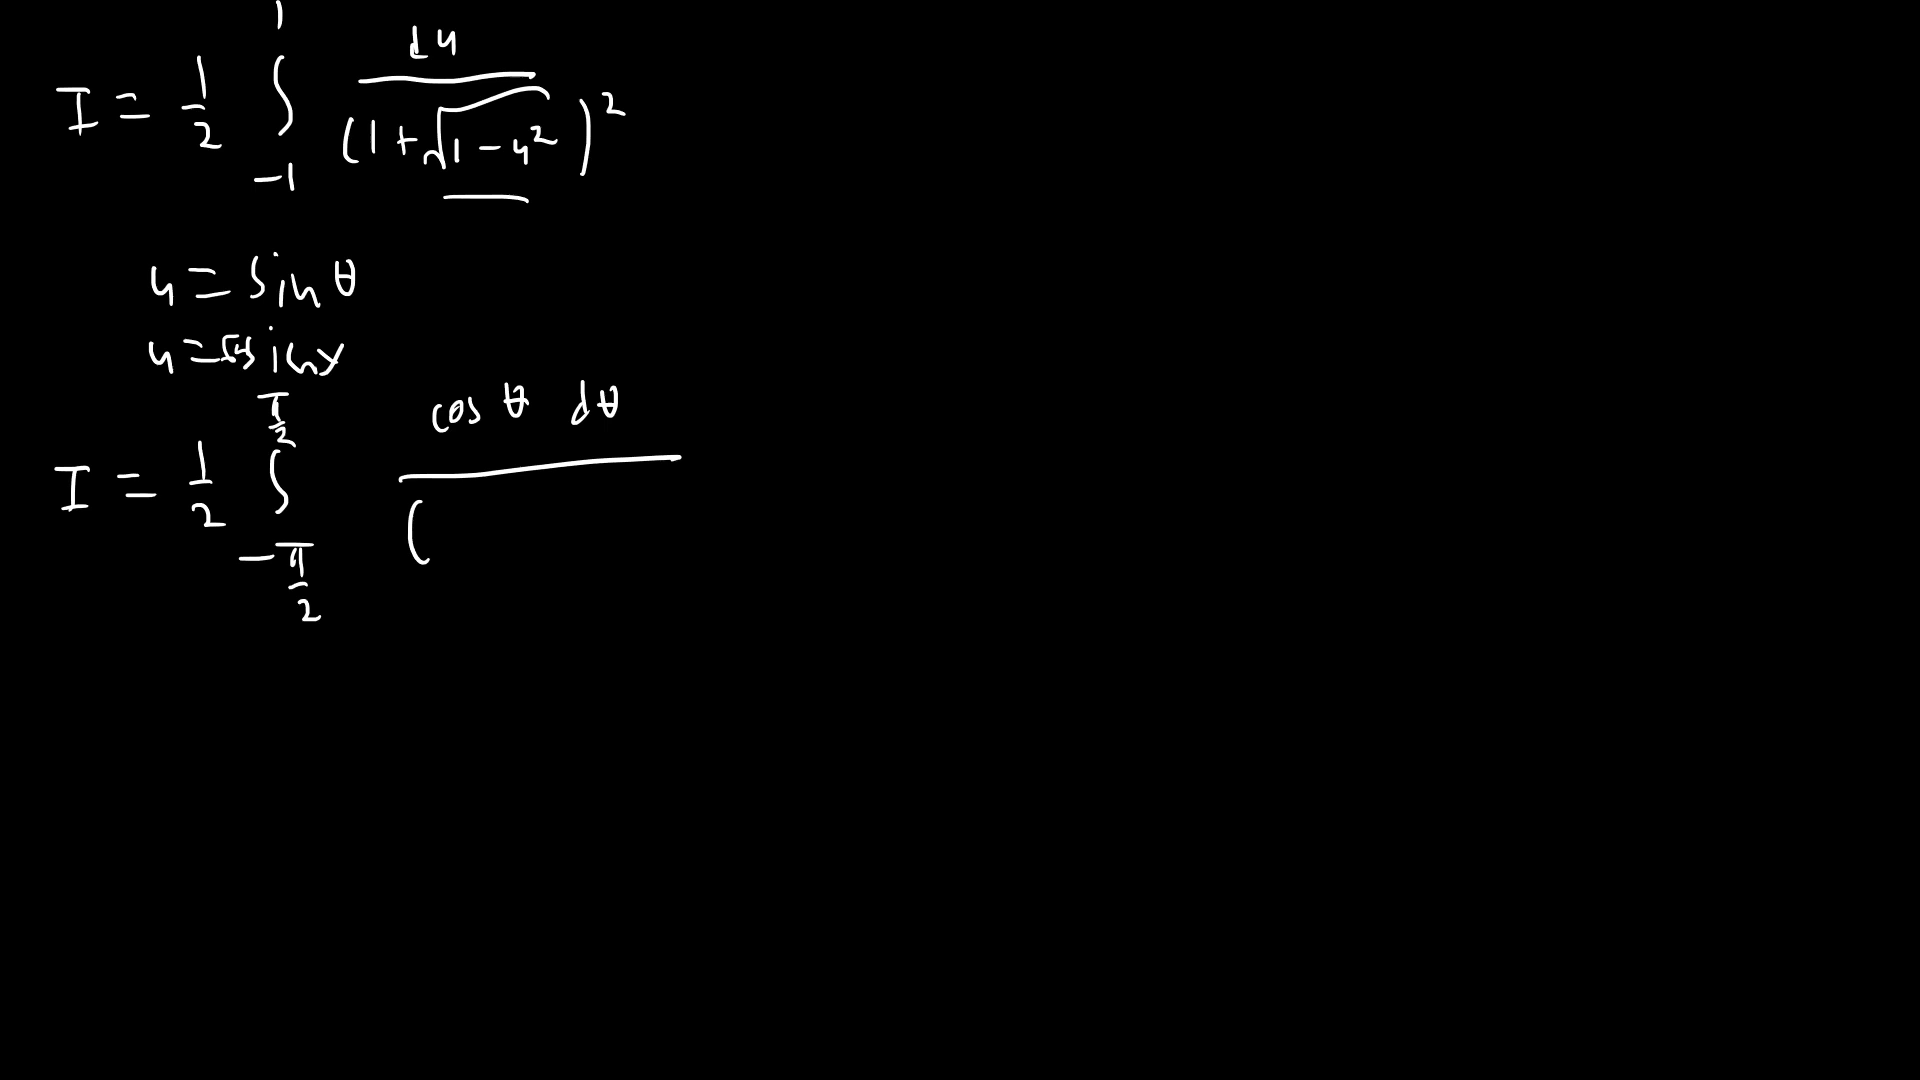 I = 1/2 ∫_{-1}^{1} du / (1 + √(1 - u²))²
u = sin θ
u = sin x
I = 1/2 ∫_{-π/2}^{π/2} cos θ dθ / (